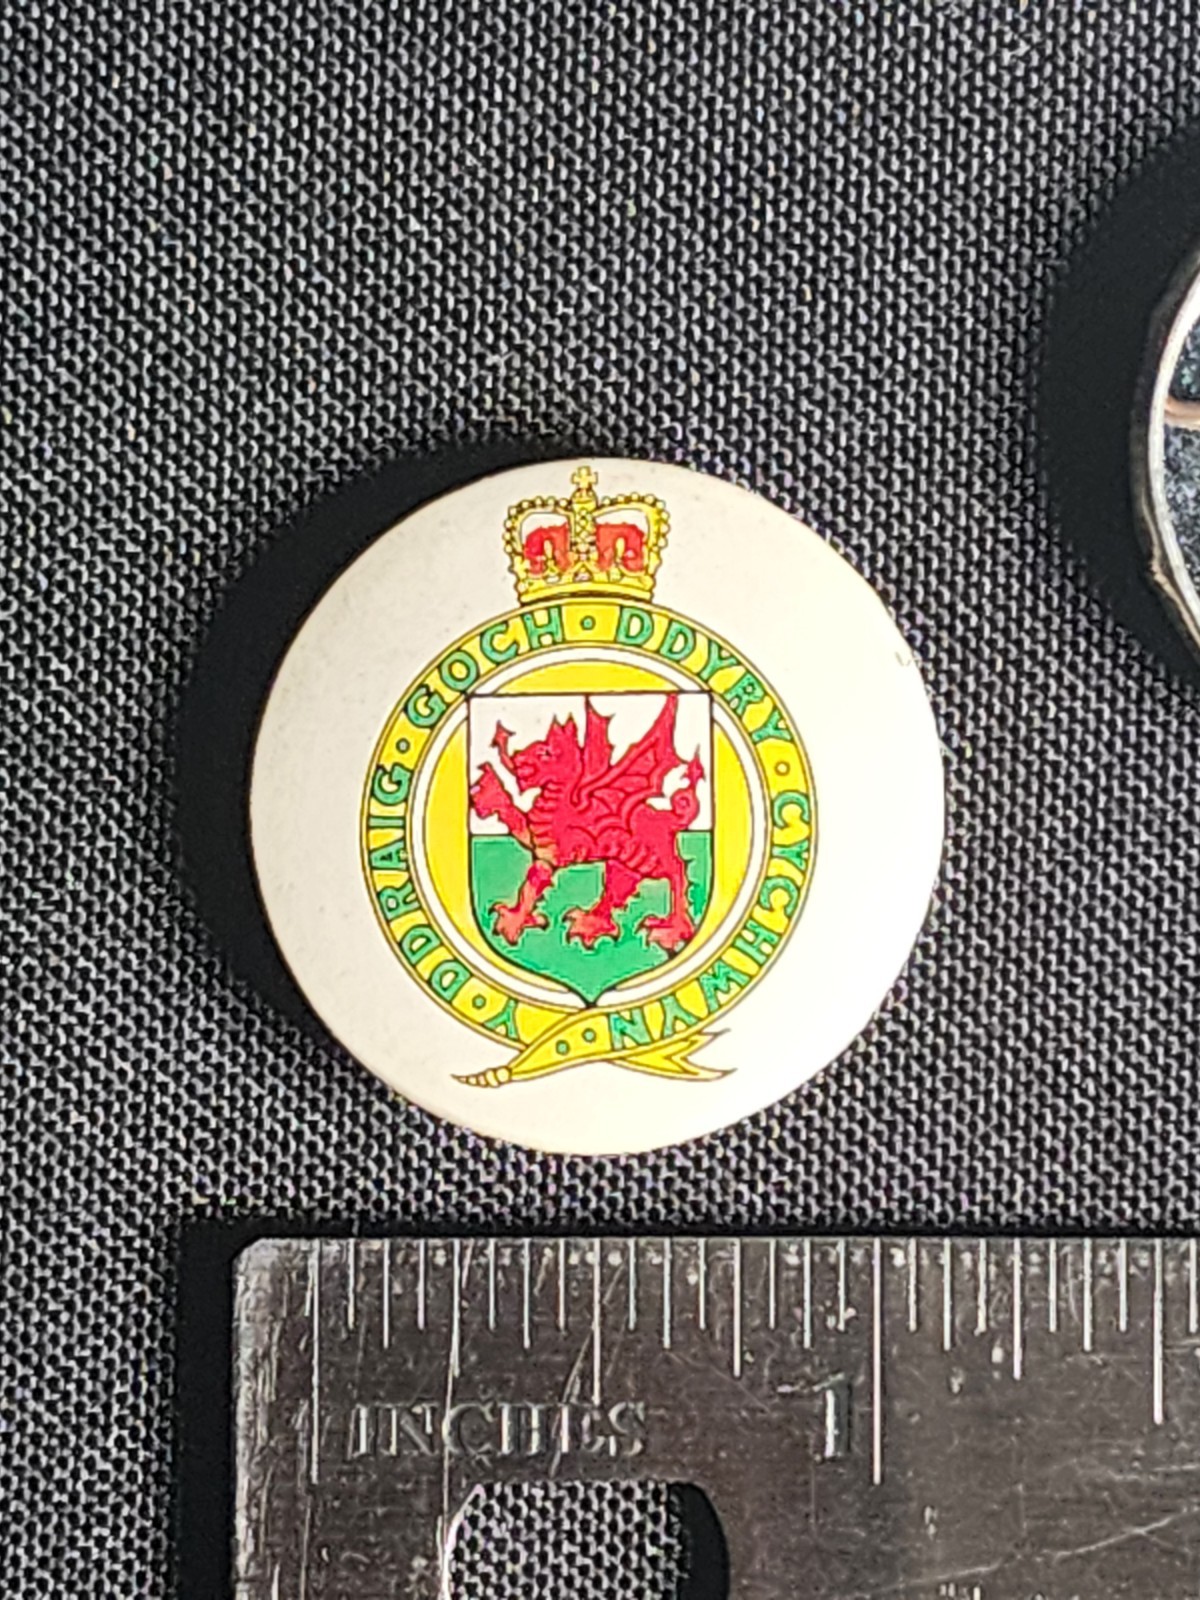 Y · DDRAIG · GOCH · DDYRY · CYCHWYN ·
INCHES 1